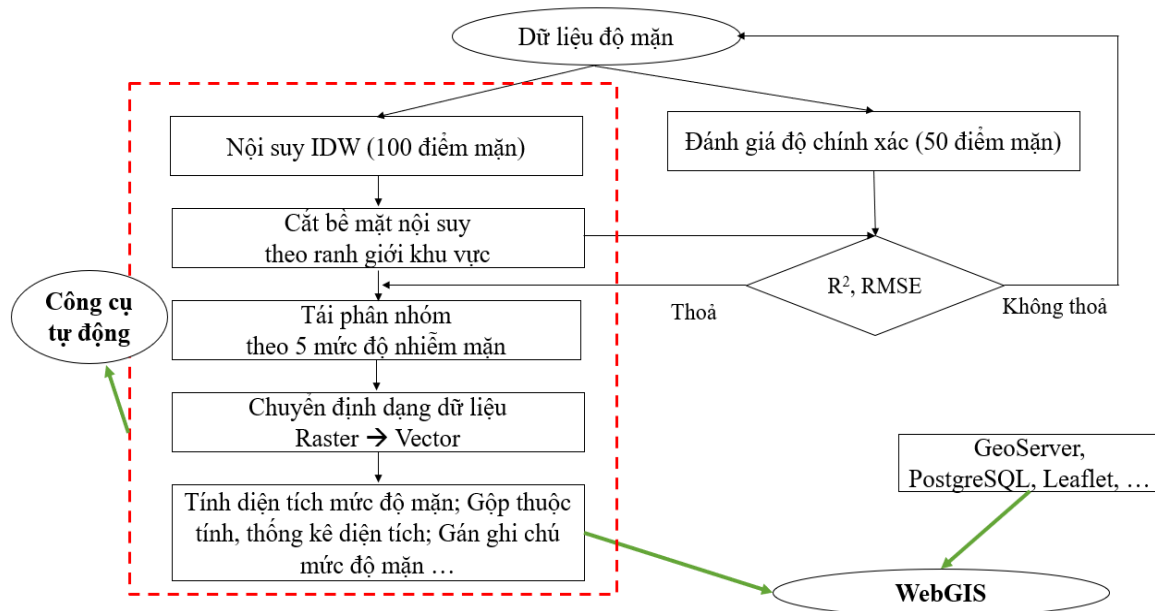 Dữ liệu độ mặn
Nội suy IDW (100 điểm mặn)
Đánh giá độ chính xác (50 điểm mặn)
Cắt bề mặt nội suy
theo ranh giới khu vực
R², RMSE
Thoả
Không thoả
Công cụ
tự động
Tái phân nhóm
theo 5 mức độ nhiễm mặn
Chuyển định dạng dữ liệu
Raster → Vector
GeoServer,
PostgreSQL, Leaflet, …
Tính diện tích mức độ mặn; Gộp thuộc
tính, thống kê diện tích; Gán ghi chú
mức độ mặn …
WebGIS